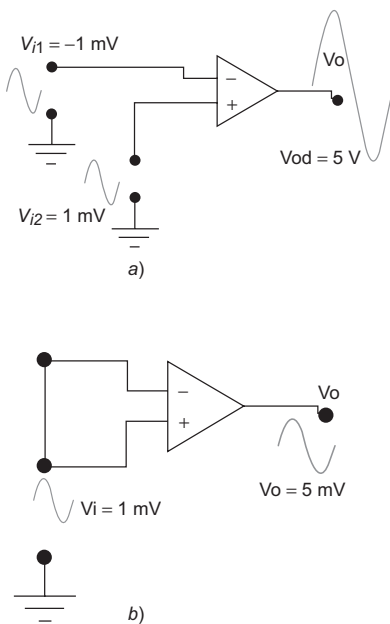 Vi1 = –1 mV
Vo
–
+
Vod = 5 V
Vi2 = 1 mV
a)
Vo
–
+
Vi = 1 mV
Vo = 5 mV
b)